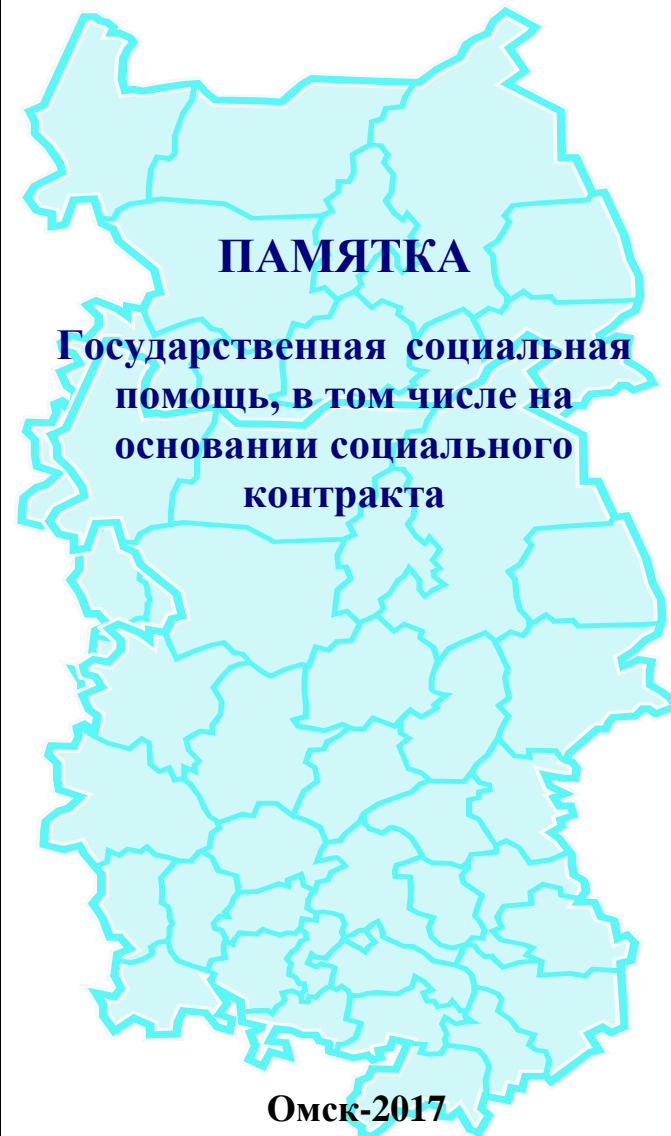 ПАМЯТКА
Государственная социальная
помощь, в том числе на
основании социального
контракта
Омск-2017